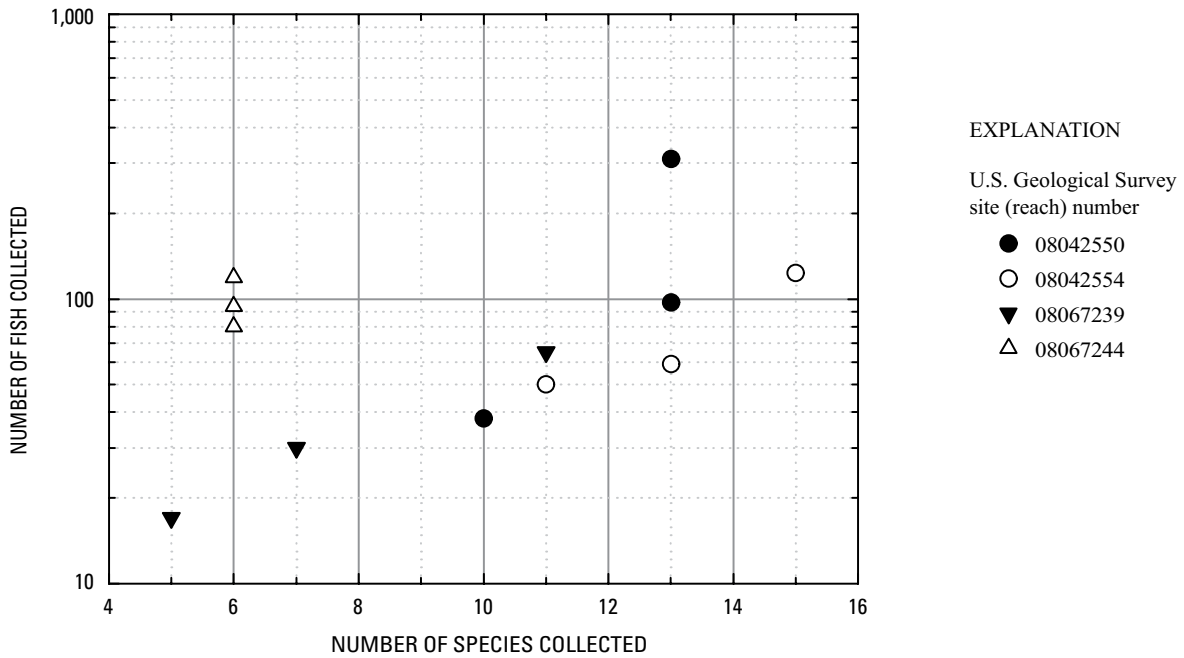 1,000
100
10
NUMBER OF FISH COLLECTED
4
6
8
10
12
14
16
NUMBER OF SPECIES COLLECTED
EXPLANATION
U.S. Geological Survey
site (reach) number
08042550
08042554
08067239
08067244